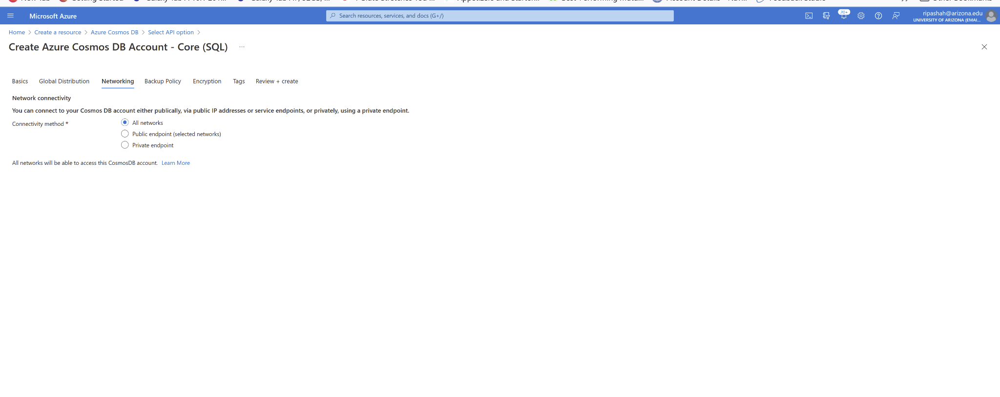 Microsoft Azure
Search resources, services, and docs (G+/)
20+
ripashah@arizona.edu
UNIVERSITY OF ARIZONA (EMAI...
Home > Create a resource > Azure Cosmos DB > Select API option >
Create Azure Cosmos DB Account - Core (SQL) ...
Basics Global Distribution Networking Backup Policy Encryption Tags Review + create
Network connectivity
You can connect to your Cosmos DB account either publically, via public IP addresses or service endpoints, or privately, using a private endpoint.
Connectivity method *
All networks
Public endpoint (selected networks)
Private endpoint
All networks will be able to access this CosmosDB account. Learn More